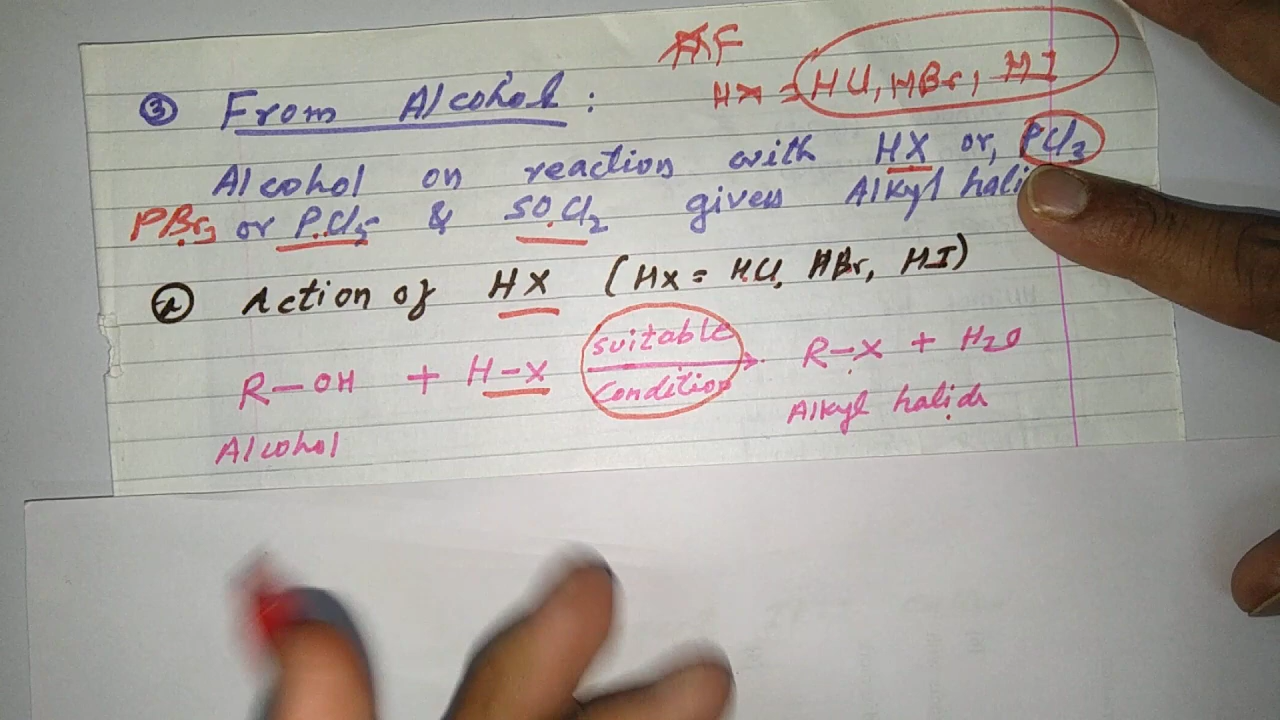 HF
HX = HCl, HBr, HI
③ From Alcohol :
Alcohol on reaction with HX or, PCl3
PBr3 or PCl5 & SOCl2 gives Alkyl hali
Action of HX (HX = HCl, HBr, HI)
R-OH + H-X suitable condition → R-X + H2O
Alcohol Alkyl halide